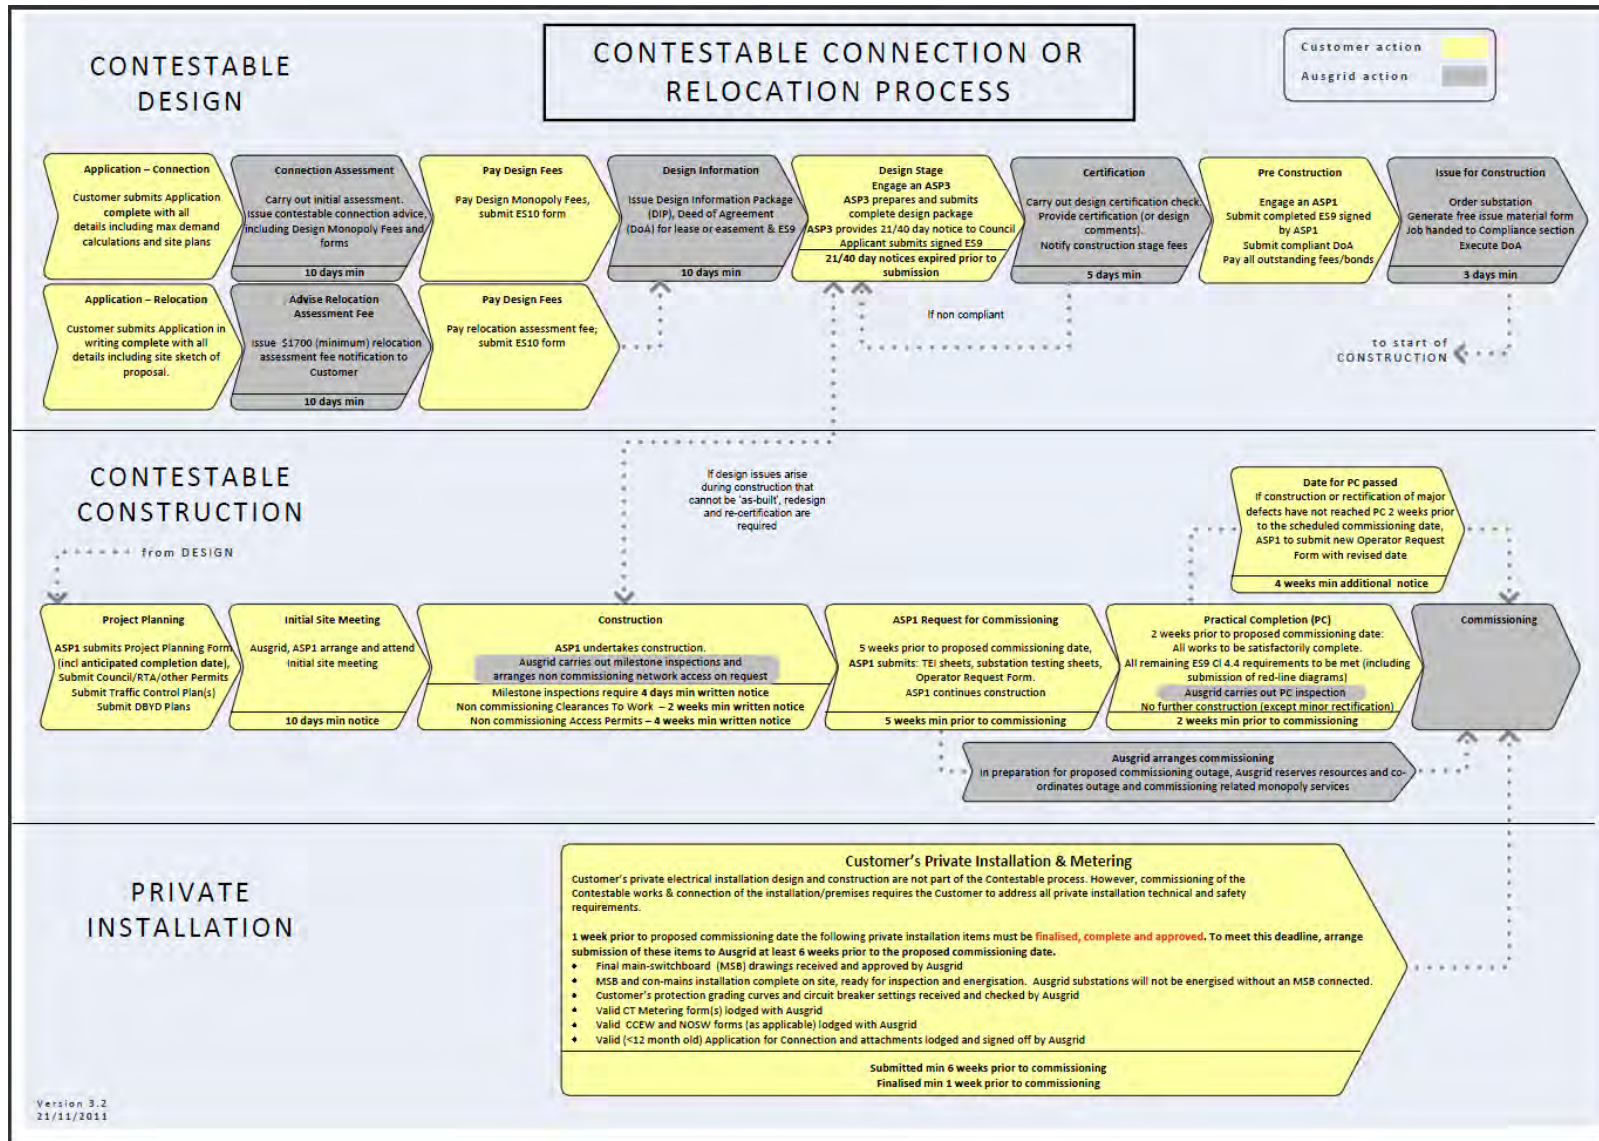 CONTESTABLE
DESIGN
CONTESTABLE CONNECTION OR
RELOCATION PROCESS
Customer action
Ausgrid action
Application – Connection
Customer submits Application
complete with all
details including max demand
calculations and site plans
Connection Assessment
Carry out initial assessment.
Issue contestable connection advice,
including Design Monopoly Fees and
forms
10 days min
Pay Design Fees
Pay Design Monopoly Fees,
submit ES10 form
Design Information
Issue Design Information Package
(DIP), Deed of Agreement
(DoA) for lease or easement & ES9
10 days min
Design Stage
Engage an ASP3
ASP3 prepares and submits
complete design package
ASP3 provides 21/40 day notice to Council
Applicant submits signed ES9
21/40 day notices expired prior to
submission
Certification
Carry out design certification check.
Provide certification (or design
comments).
Notify construction stage fees
5 days min
Pre Construction
Engage an ASP1
Submit completed ES9 signed
by ASP1
Submit compliant DoA
Pay all outstanding fees/bonds
Issue for Construction
Order substation
Generate free issue material form
Job handed to Compliance section
Execute DoA
3 days min
Application – Relocation
Customer submits Application in
writing complete with all
details including site sketch of
proposal.
Advise Relocation
Assessment Fee
Issue $1700 (minimum) relocation
assessment fee notification to
Customer
10 days min
Pay Design Fees
Pay relocation assessment fee;
submit ES10 form
If non compliant
to start of
CONSTRUCTION
CONTESTABLE
CONSTRUCTION
from DESIGN
If design issues arise
during construction that
cannot be 'as-built', redesign
and re-certification are
required
Date for PC passed
If construction or rectification of major
defects have not reached PC 2 weeks prior
to the scheduled commissioning date,
ASP1 to submit new Operator Request
Form with revised date
4 weeks min additional notice
Project Planning
ASP1 submits Project Planning Form
(incl anticipated completion date),
Submit Council/RTA/other Permits
Submit Traffic Control Plan(s)
Submit DBYD Plans
Initial Site Meeting
Ausgrid, ASP1 arrange and attend
Initial site meeting
10 days min notice
Construction
ASP1 undertakes construction.
Ausgrid carries out milestone inspections and
arranges non commissioning network access on request
Milestone inspections require 4 days min written notice
Non commissioning Clearances To Work – 2 weeks min written notice
Non commissioning Access Permits – 4 weeks min written notice
ASP1 Request for Commissioning
5 weeks prior to proposed commissioning date,
ASP1 submits: TEI sheets, substation testing sheets,
Operator Request Form.
ASP1 continues construction
5 weeks min prior to commissioning
Practical Completion (PC)
2 weeks prior to proposed commissioning date:
All works to be satisfactorily complete.
All remaining ES9 Cl 4.4 requirements to be met (including
submission of red-line diagrams)
Ausgrid carries out PC inspection
No further construction (except minor rectification)
2 weeks min prior to commissioning
Commissioning
Ausgrid arranges commissioning
In preparation for proposed commissioning outage, Ausgrid reserves resources and co-
ordinates outage and commissioning related monopoly services
PRIVATE
INSTALLATION
Customer's Private Installation & Metering
Customer's private electrical installation design and construction are not part of the Contestable process. However, commissioning of the
Contestable works & connection of the installation/premises requires the Customer to address all private installation technical and safety
requirements.
1 week prior to proposed commissioning date the following private installation items must be finalised, complete and approved. To meet this deadline, arrange
submission of these items to Ausgrid at least 6 weeks prior to the proposed commissioning date.
♦ Final main-switchboard (MSB) drawings received and approved by Ausgrid
♦ MSB and con-mains installation complete on site, ready for inspection and energisation. Ausgrid substations will not be energised without an MSB connected.
♦ Customer's protection grading curves and circuit breaker settings received and checked by Ausgrid
♦ Valid CT Metering form(s) lodged with Ausgrid
♦ Valid CCEW and NOSW forms (as applicable) lodged with Ausgrid
♦ Valid (<12 month old) Application for Connection and attachments lodged and signed off by Ausgrid
Submitted min 6 weeks prior to commissioning
Finalised min 1 week prior to commissioning
Version 3.2
21/11/2011